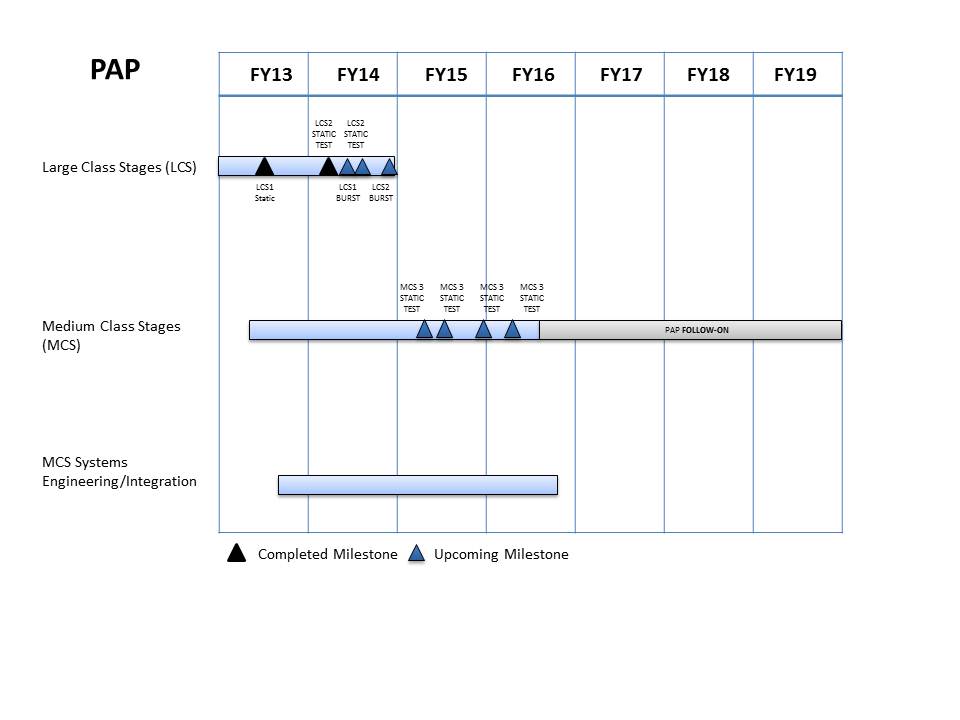 PAP
FY13 FY14 FY15 FY16 FY17 FY18 FY19
LCS2 LCS2
STATIC STATIC
TEST TEST
Large Class Stages (LCS)
LCS1 LCS1 LCS2
Static BURST BURST
MCS 3 MCS 3 MCS 3 MCS 3
STATIC STATIC STATIC STATIC
TEST TEST TEST TEST
Medium Class Stages
(MCS)
PAP FOLLOW-ON
MCS Systems
Engineering/Integration
Completed Milestone Upcoming Milestone